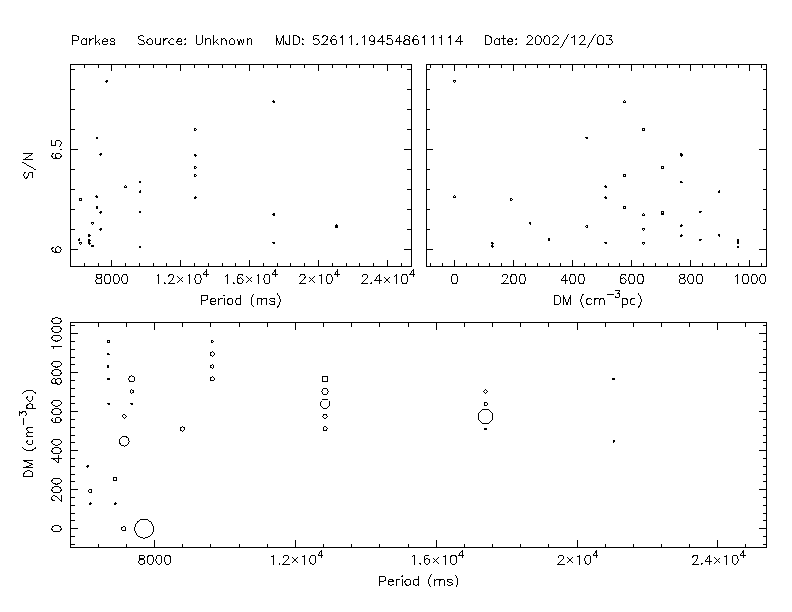 Parkes Source: Unknown MJD: 52611.194548611114 Date: 2002/12/03
S/N
6.5
6
8000 1.2×10⁴ 1.6×10⁴ 2×10⁴ 2.4×10⁴
Period (ms)
0 200 400 600 800 1000
DM (cm⁻³pc)
DM (cm⁻³pc)
1000
800
600
400
200
0
8000 1.2×10⁴ 1.6×10⁴ 2×10⁴ 2.4×10⁴
Period (ms)